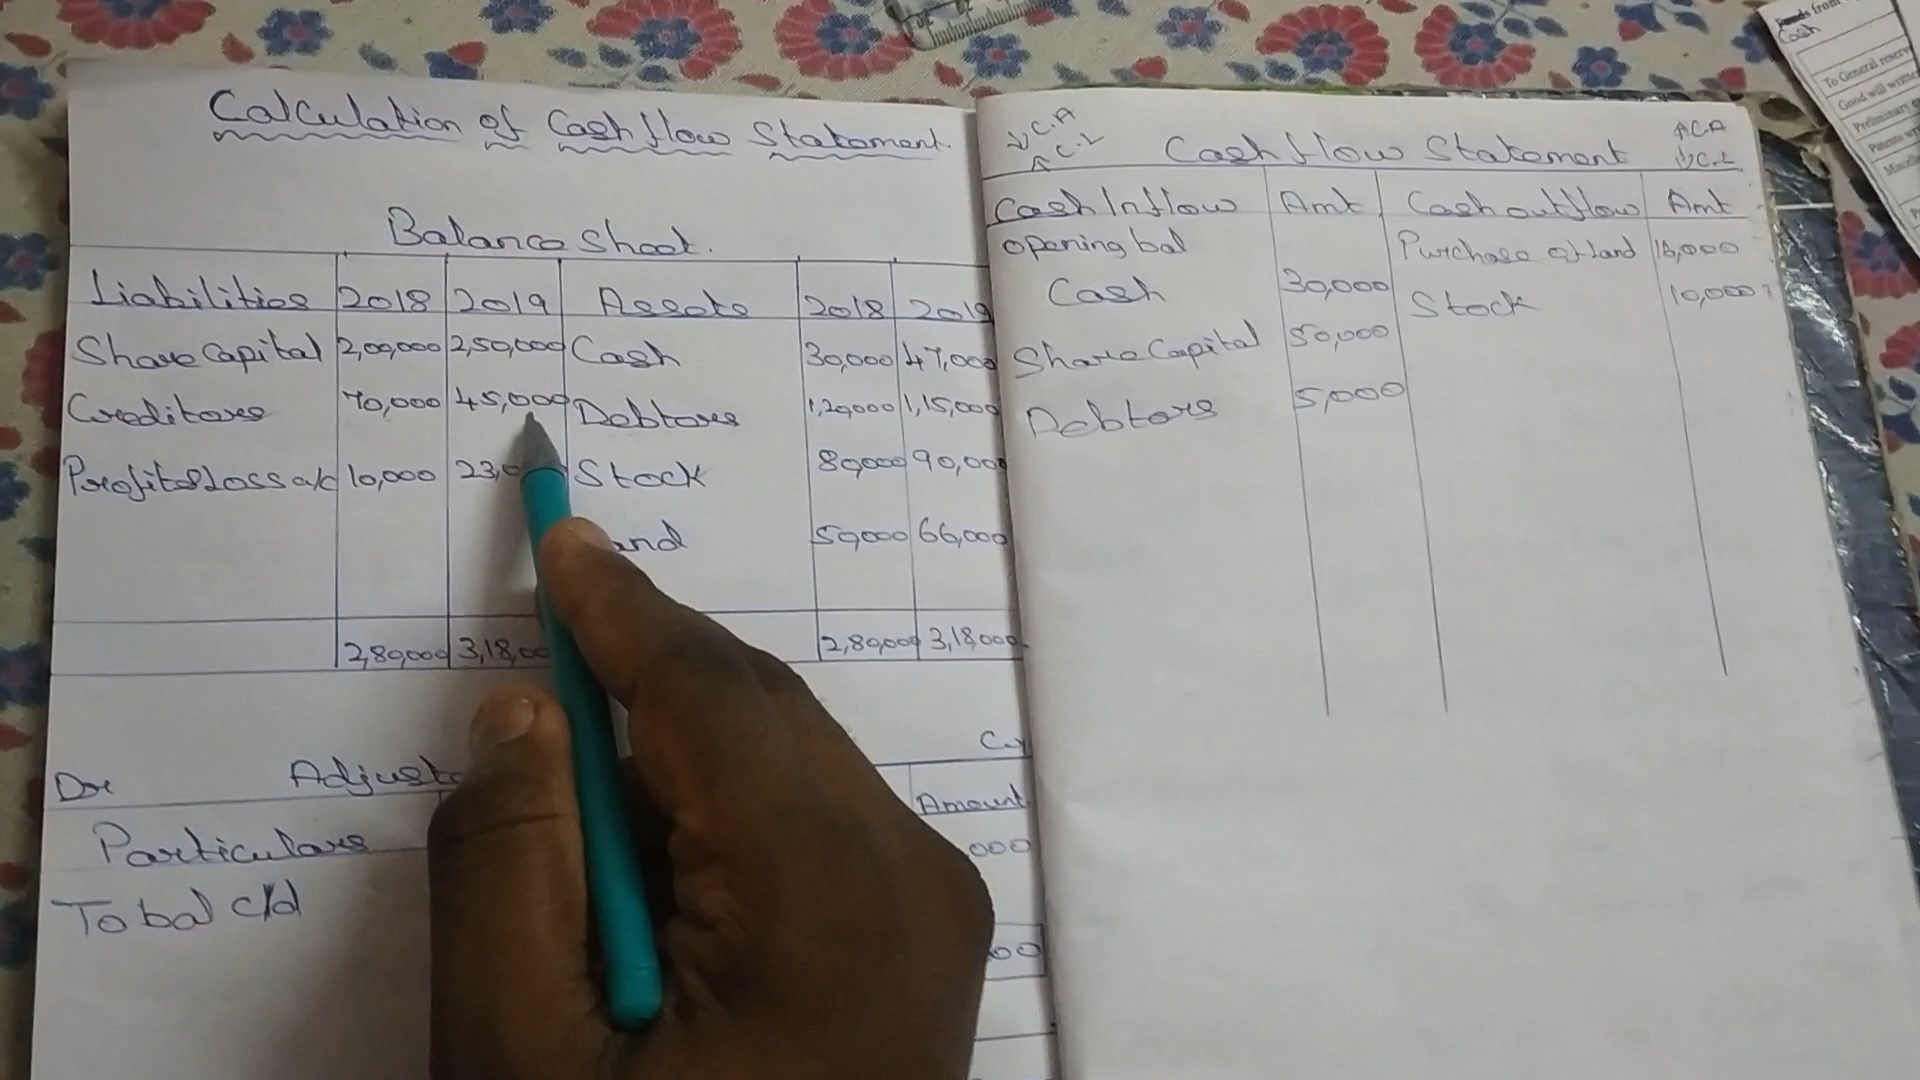 Calculation of Cash flow Statement.
Balance Sheet.
Liabilities 2018 2019 Assets 2018 2019
Share Capital 2,00,000 2,50,000 Cash 30,000 47,000
Creditors 70,000 45,000 Debtors 1,20,000 1,15,000
Profit & Loss a/c 10,000 Stock 80,000 90,000
50,000 66,000
2,80,000 2,80,000 3,18,000
Dr
Particulars Amount
To bal c/d
Cash flow Statement
C.A
C.L
Cash Inflow Amt Cash outflow Amt
Opening bal Purchase of Land 16,000
Cash 30,000 Stock 10,000
Share Capital 50,000
Debtors 5,000
Cash
To General
Preliminary